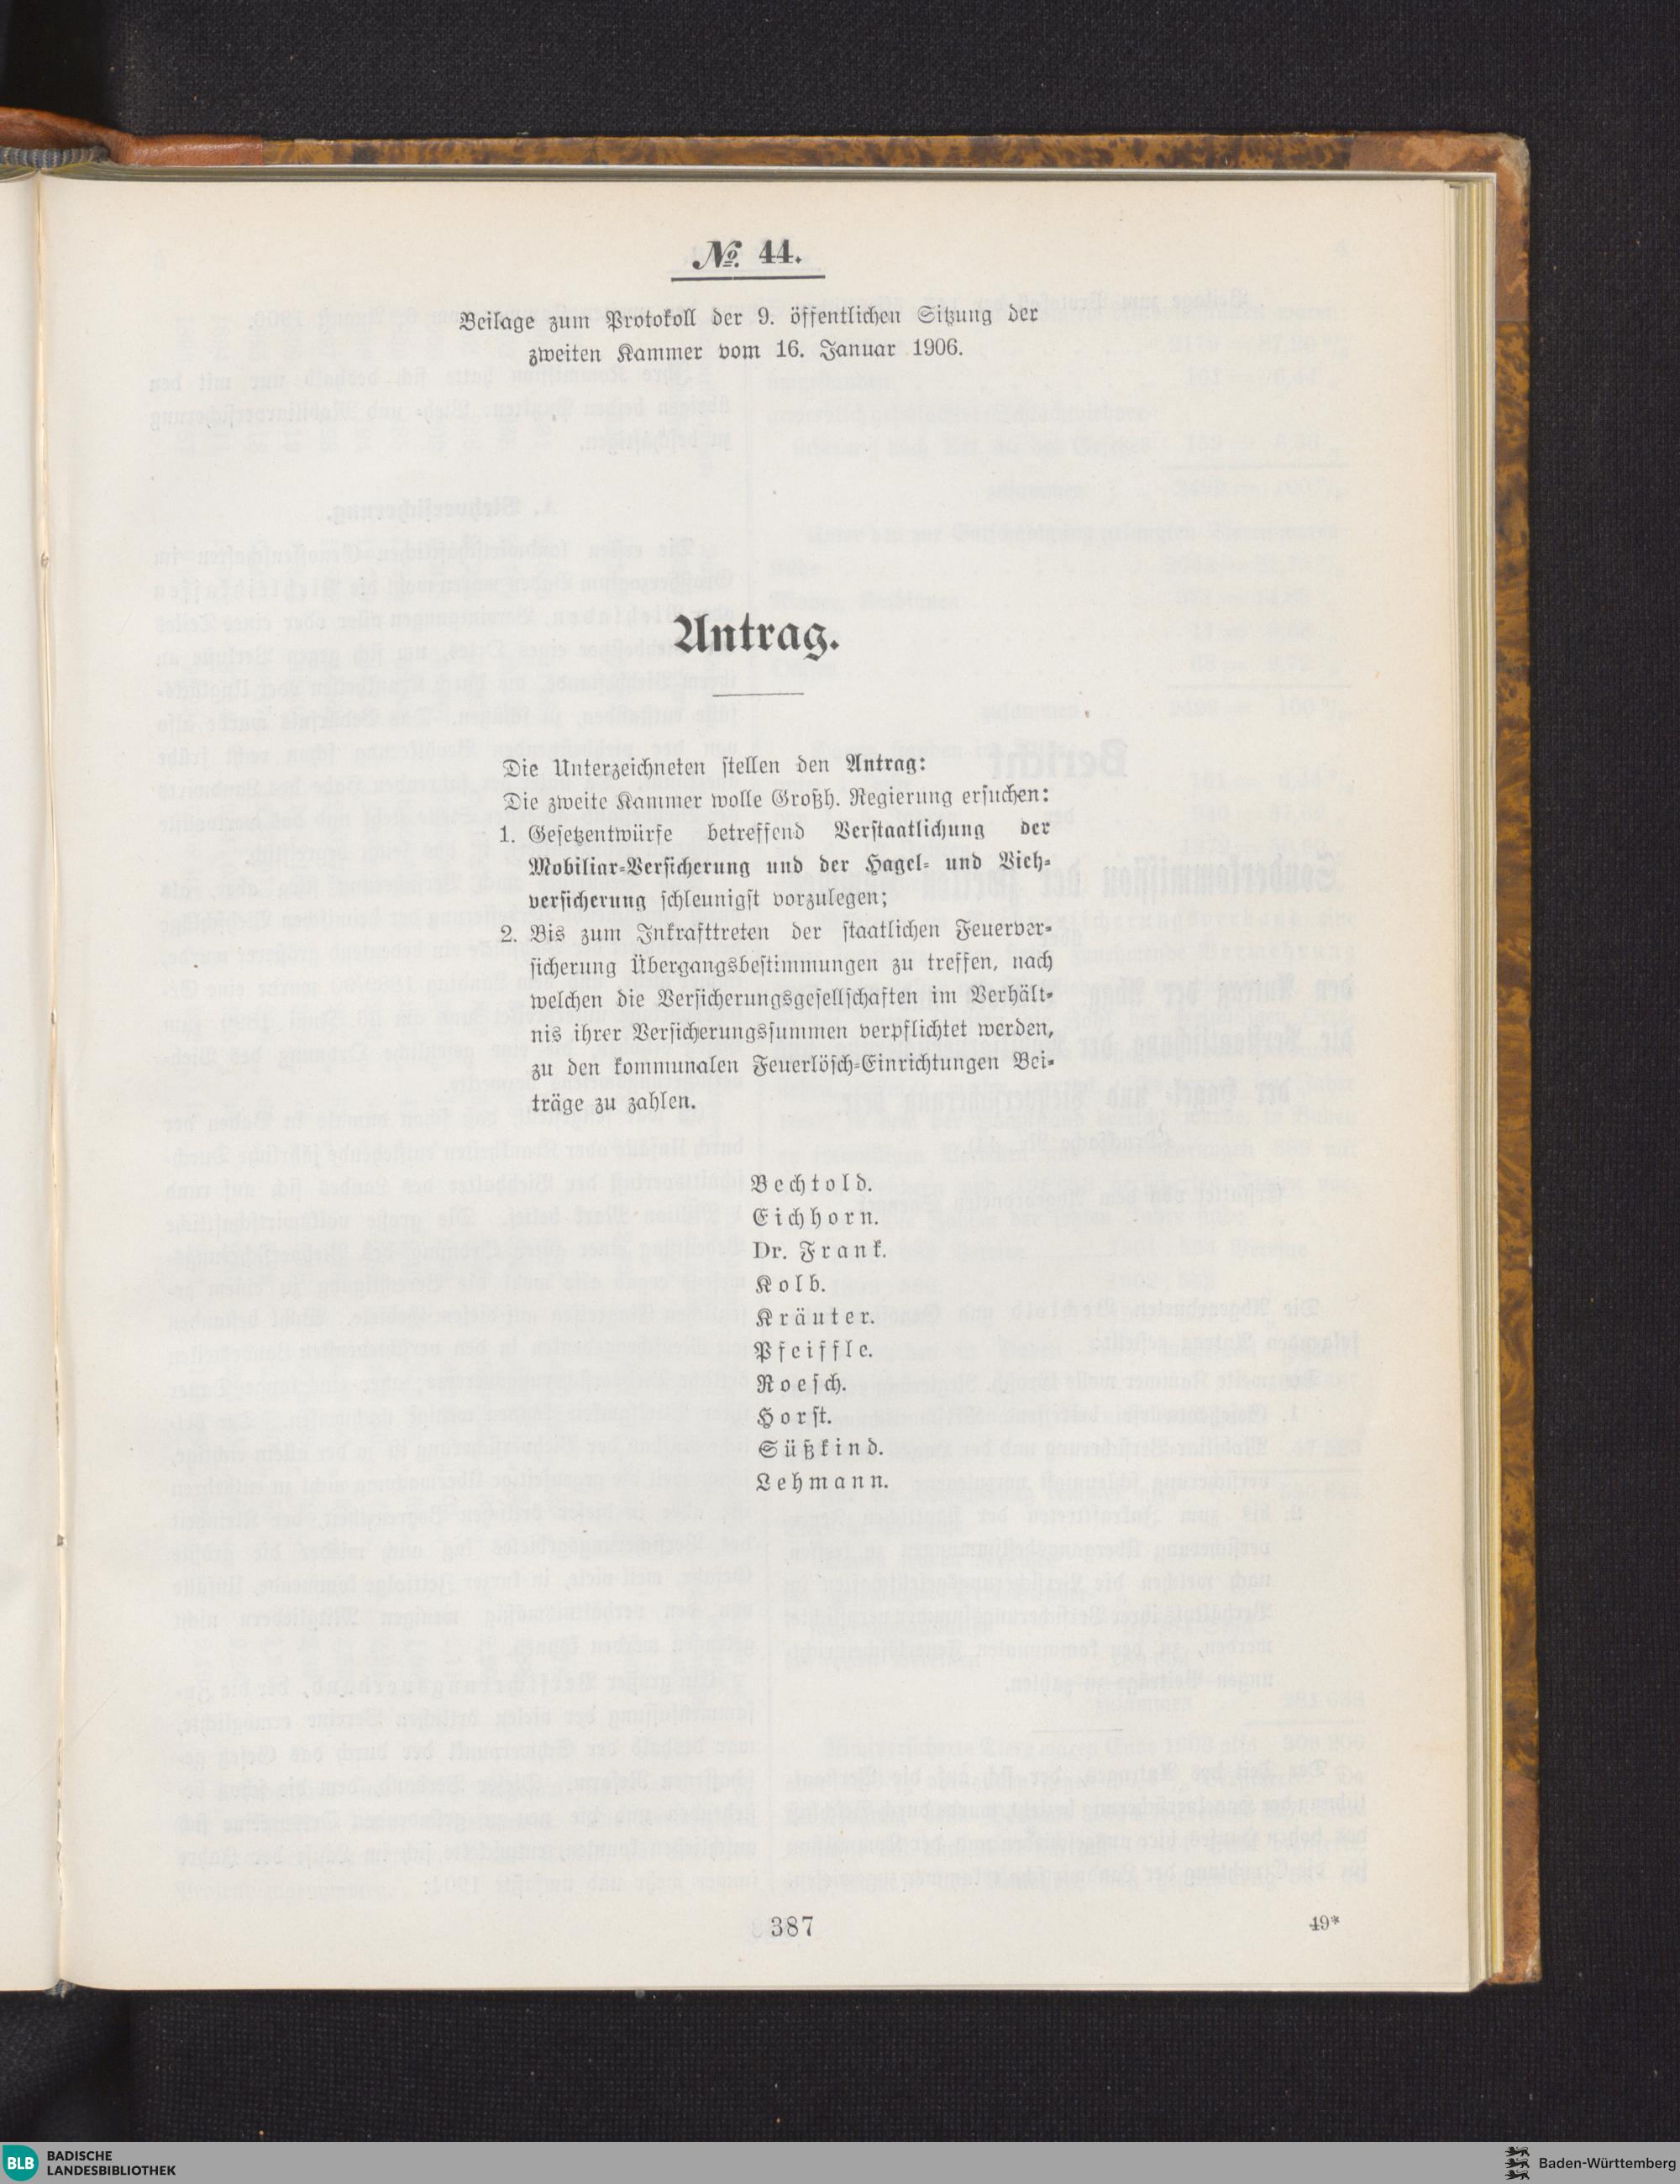 № 44.
Beilage zum Protokoll der 9. öffentlichen Sitzung der
zweiten Kammer vom 16. Januar 1906.
Antrag.
Die Unterzeichneten stellen den Antrag:
Die zweite Kammer wolle Großh. Regierung ersuchen:
1. Gesetzentwürfe betreffend Verstaatlichung der
Mobiliar-Versicherung und der Hagel- und Vieh-
versicherung schleunigst vorzulegen;
2. Bis zum Inkrafttreten der staatlichen Feuerver-
sicherung Übergangsbestimmungen zu treffen, nach
welchen die Versicherungsgesellschaften im Verhält-
nis ihrer Versicherungssummen verpflichtet werden,
zu den kommunalen Feuerlösch-Einrichtungen Bei-
träge zu zahlen.
Bechtold.
Eichhorn.
Dr. Frank.
Kolb.
Kräuter.
Pfeiffle.
Roesch.
Horst.
Süßkind.
Lehmann.
387
49*
BLB BADISCHE
LANDESBIBLIOTHEK
Baden-Württemberg